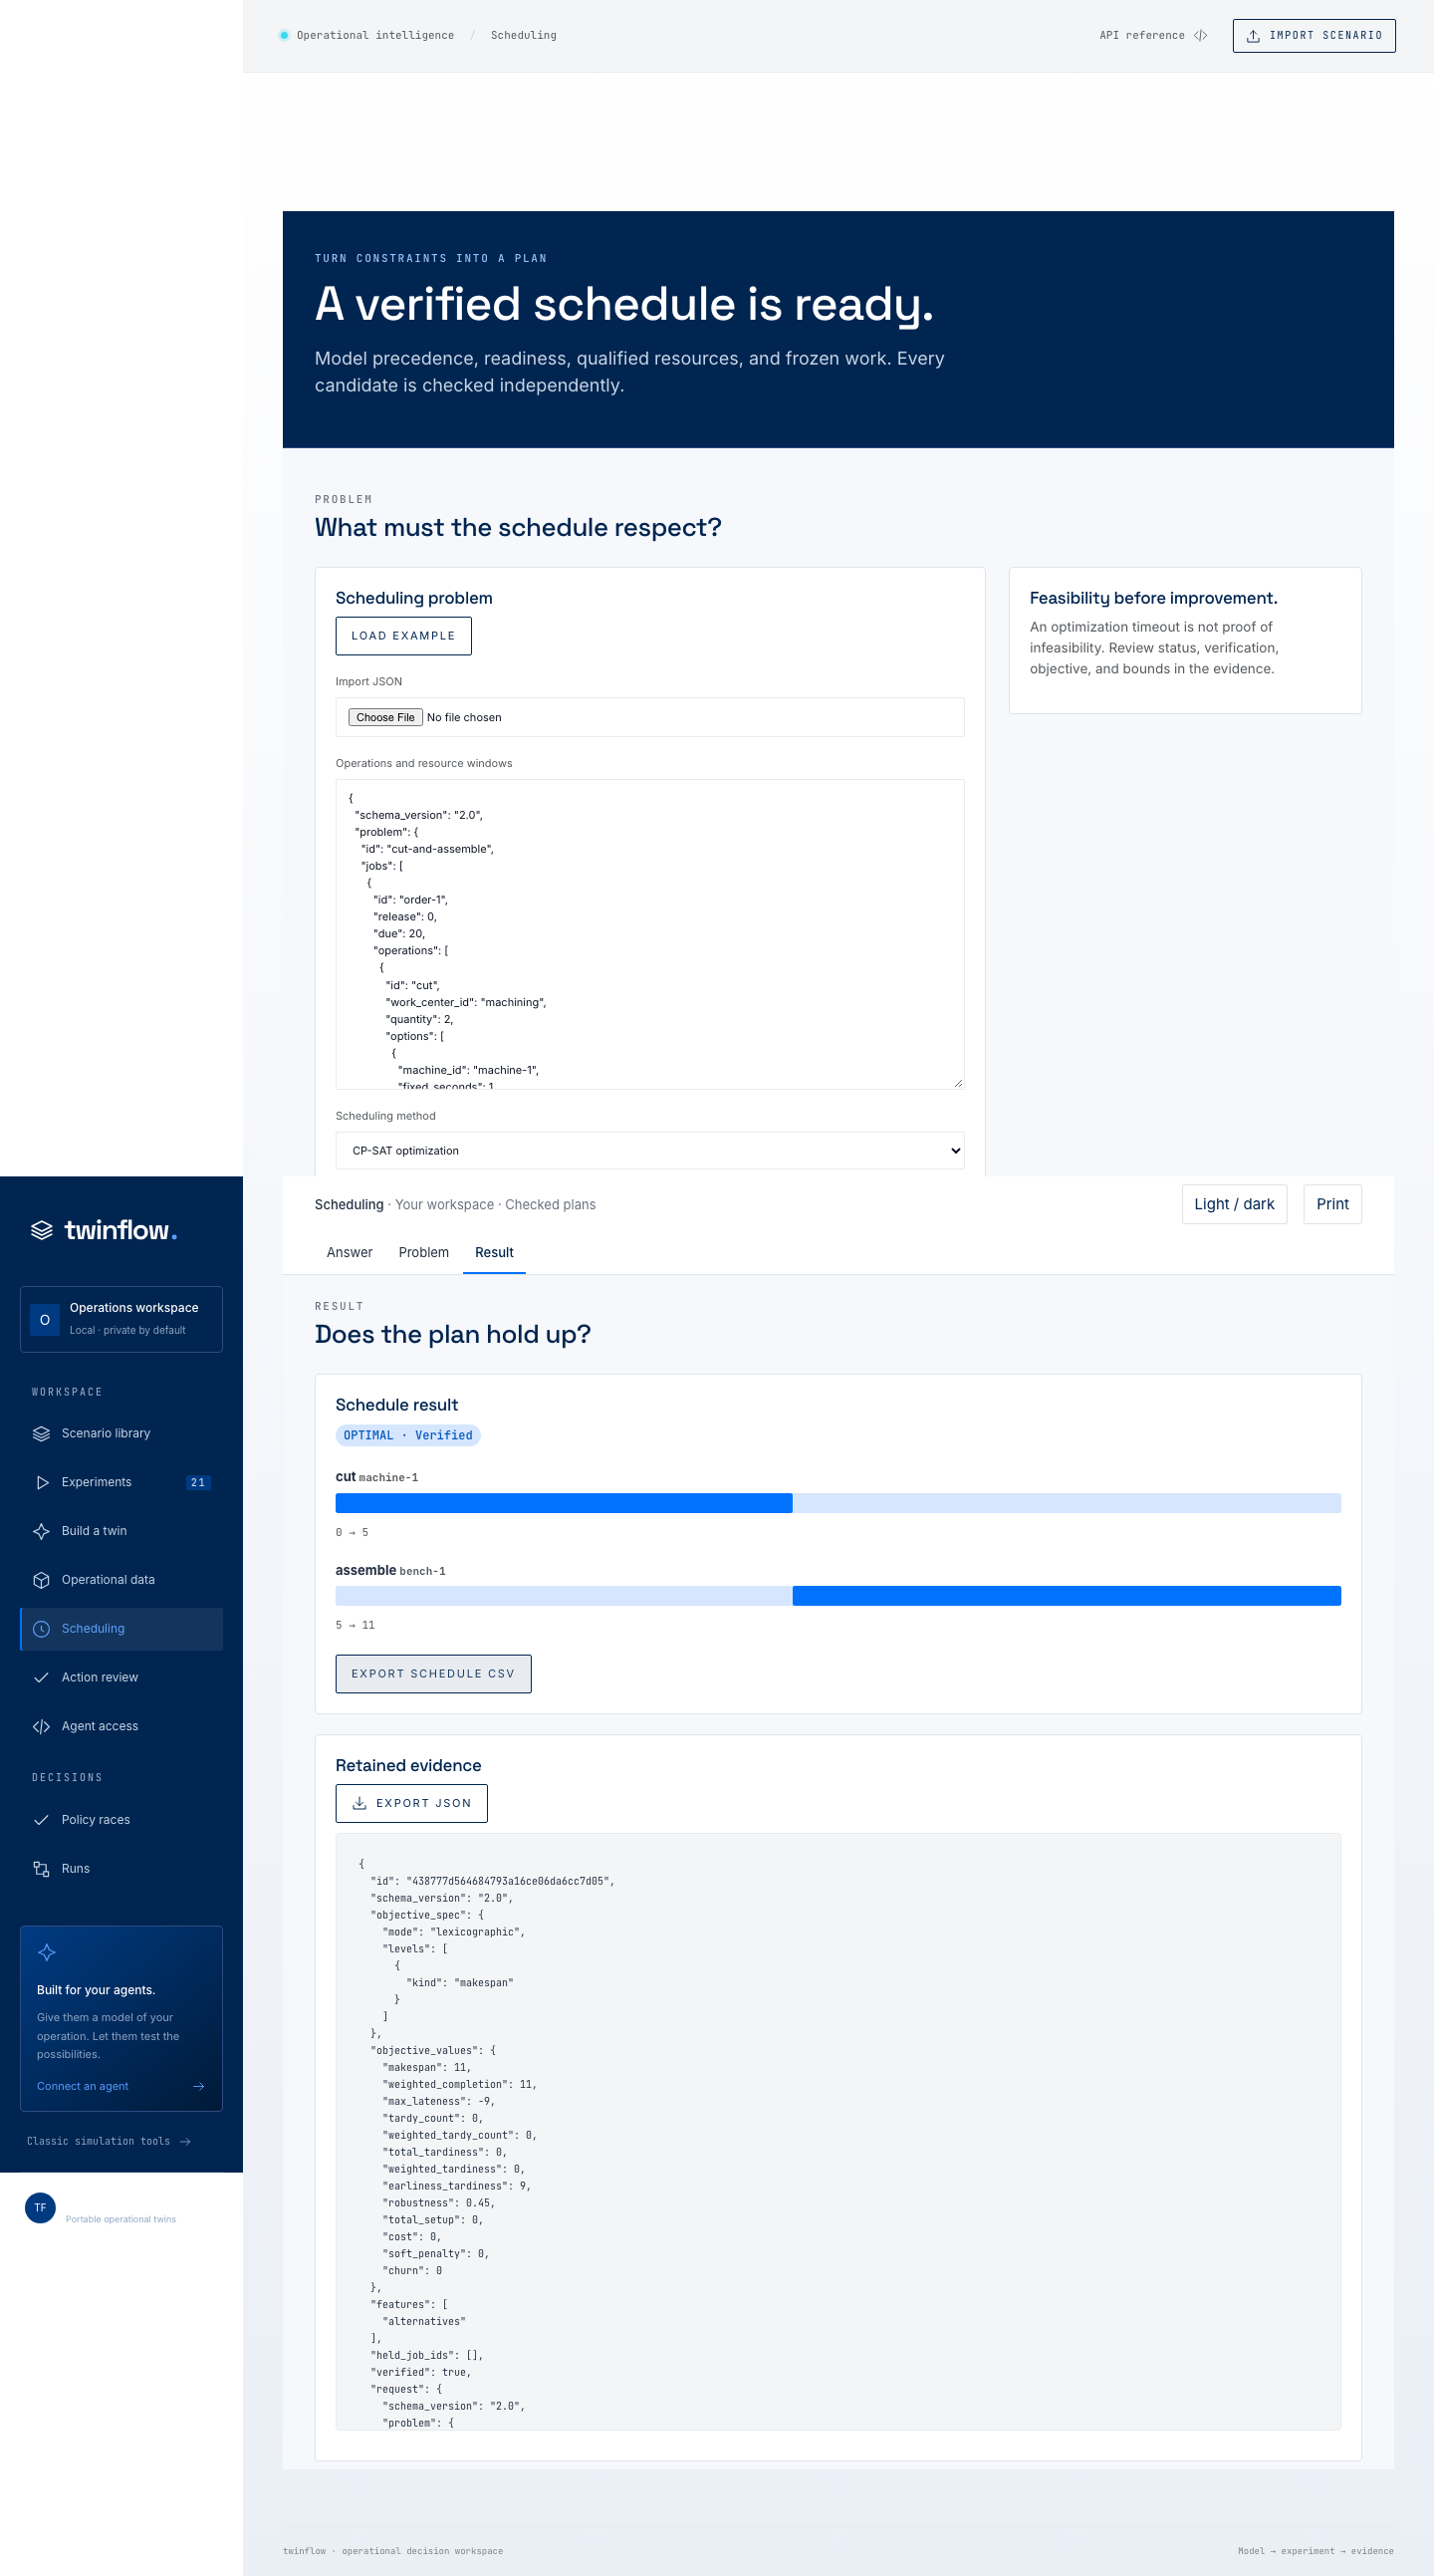 Operational intelligence / Scheduling
API reference
IMPORT SCENARIO
TURN CONSTRAINTS INTO A PLAN
A verified schedule is ready.
Model precedence, readiness, qualified resources, and frozen work. Every
candidate is checked independently.
PROBLEM
What must the schedule respect?
Scheduling problem
LOAD EXAMPLE
Import JSON
Choose File No file chosen
Operations and resource windows
{
"schema_version": "2.0",
"problem": {
"id": "cut-and-assemble",
"jobs": [
{
"id": "order-1",
"release": 0,
"due": 20,
"operations": [
{
"id": "cut",
"work_center_id": "machining",
"quantity": 2,
"options": [
{
"machine_id": "machine-1",
"fixed_seconds": 1
Scheduling method
CP-SAT optimization
Feasibility before improvement.
An optimization timeout is not proof of
infeasibility. Review status, verification,
objective, and bounds in the evidence.
twinflow.
O
Operations workspace
Local · private by default
WORKSPACE
Scenario library
Experiments 21
Build a twin
Operational data
Scheduling
Action review
Agent access
DECISIONS
Policy races
Runs
Built for your agents.
Give them a model of your
operation. Let them test the
possibilities.
Connect an agent →
Classic simulation tools →
TF
Portable operational twins
Scheduling · Your workspace · Checked plans
Light / dark
Print
Answer Problem Result
RESULT
Does the plan hold up?
Schedule result
OPTIMAL · Verified
cut machine-1
0 → 5
assemble bench-1
5 → 11
EXPORT SCHEDULE CSV
Retained evidence
EXPORT JSON
{
"id": "438777d564684793a16ce06da6cc7d05",
"schema_version": "2.0",
"objective_spec": {
"mode": "lexicographic",
"levels": [
{
"kind": "makespan"
}
]
},
"objective_values": {
"makespan": 11,
"weighted_completion": 11,
"max_lateness": -9,
"tardy_count": 0,
"weighted_tardy_count": 0,
"total_tardiness": 0,
"weighted_tardiness": 0,
"earliness_tardiness": 9,
"robustness": 0.45,
"total_setup": 0,
"cost": 0,
"soft_penalty": 0,
"churn": 0
},
"features": [
"alternatives"
],
"held_job_ids": [],
"verified": true,
"request": {
"schema_version": "2.0",
"problem": {
twinflow · operational decision workspace
Model → experiment → evidence